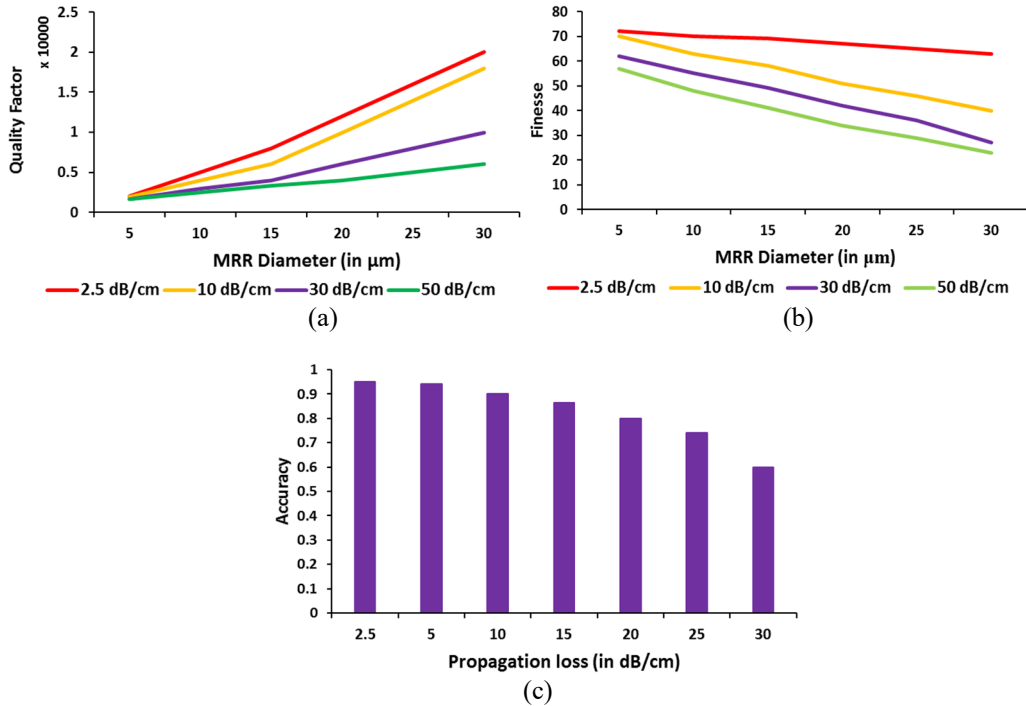 x 10000
Quality Factor
2.5
2
1.5
1
0.5
0
5 10 15 20 25 30
MRR Diameter (in µm)
2.5 dB/cm 10 dB/cm 30 dB/cm 50 dB/cm
(a)
Finesse
80
70
60
50
40
30
20
10
0
5 10 15 20 25 30
MRR Diameter (in µm)
2.5 dB/cm 10 dB/cm 30 dB/cm 50 dB/cm
(b)
Accuracy
1
0.9
0.8
0.7
0.6
0.5
0.4
0.3
0.2
0.1
0
2.5 5 10 15 20 25 30
Propagation loss (in dB/cm)
(c)